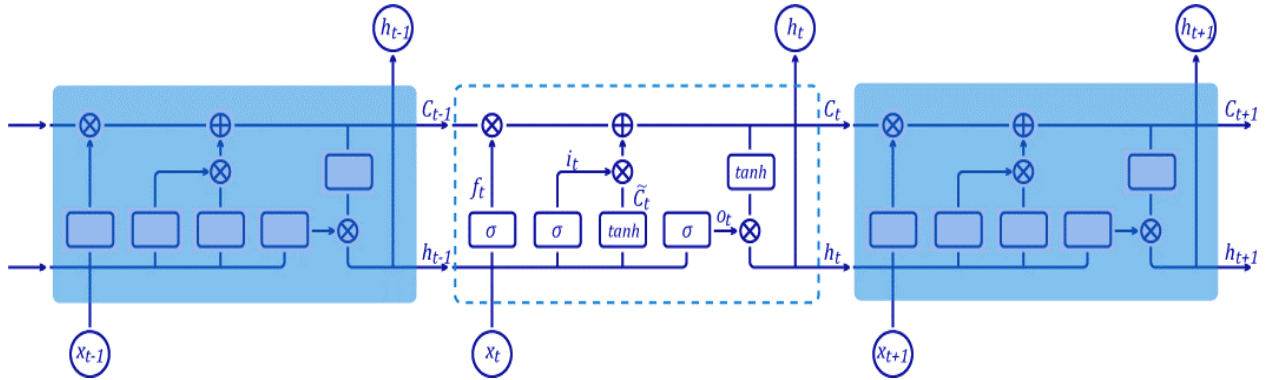 h_{t-1} h_t h_{t+1}
C_{t-1} C_t C_{t+1}
i_t tanh
f_t C̃_t
σ σ tanh σ o_t
h_{t-1} h_t h_{t+1}
x_{t-1} x_t x_{t+1}